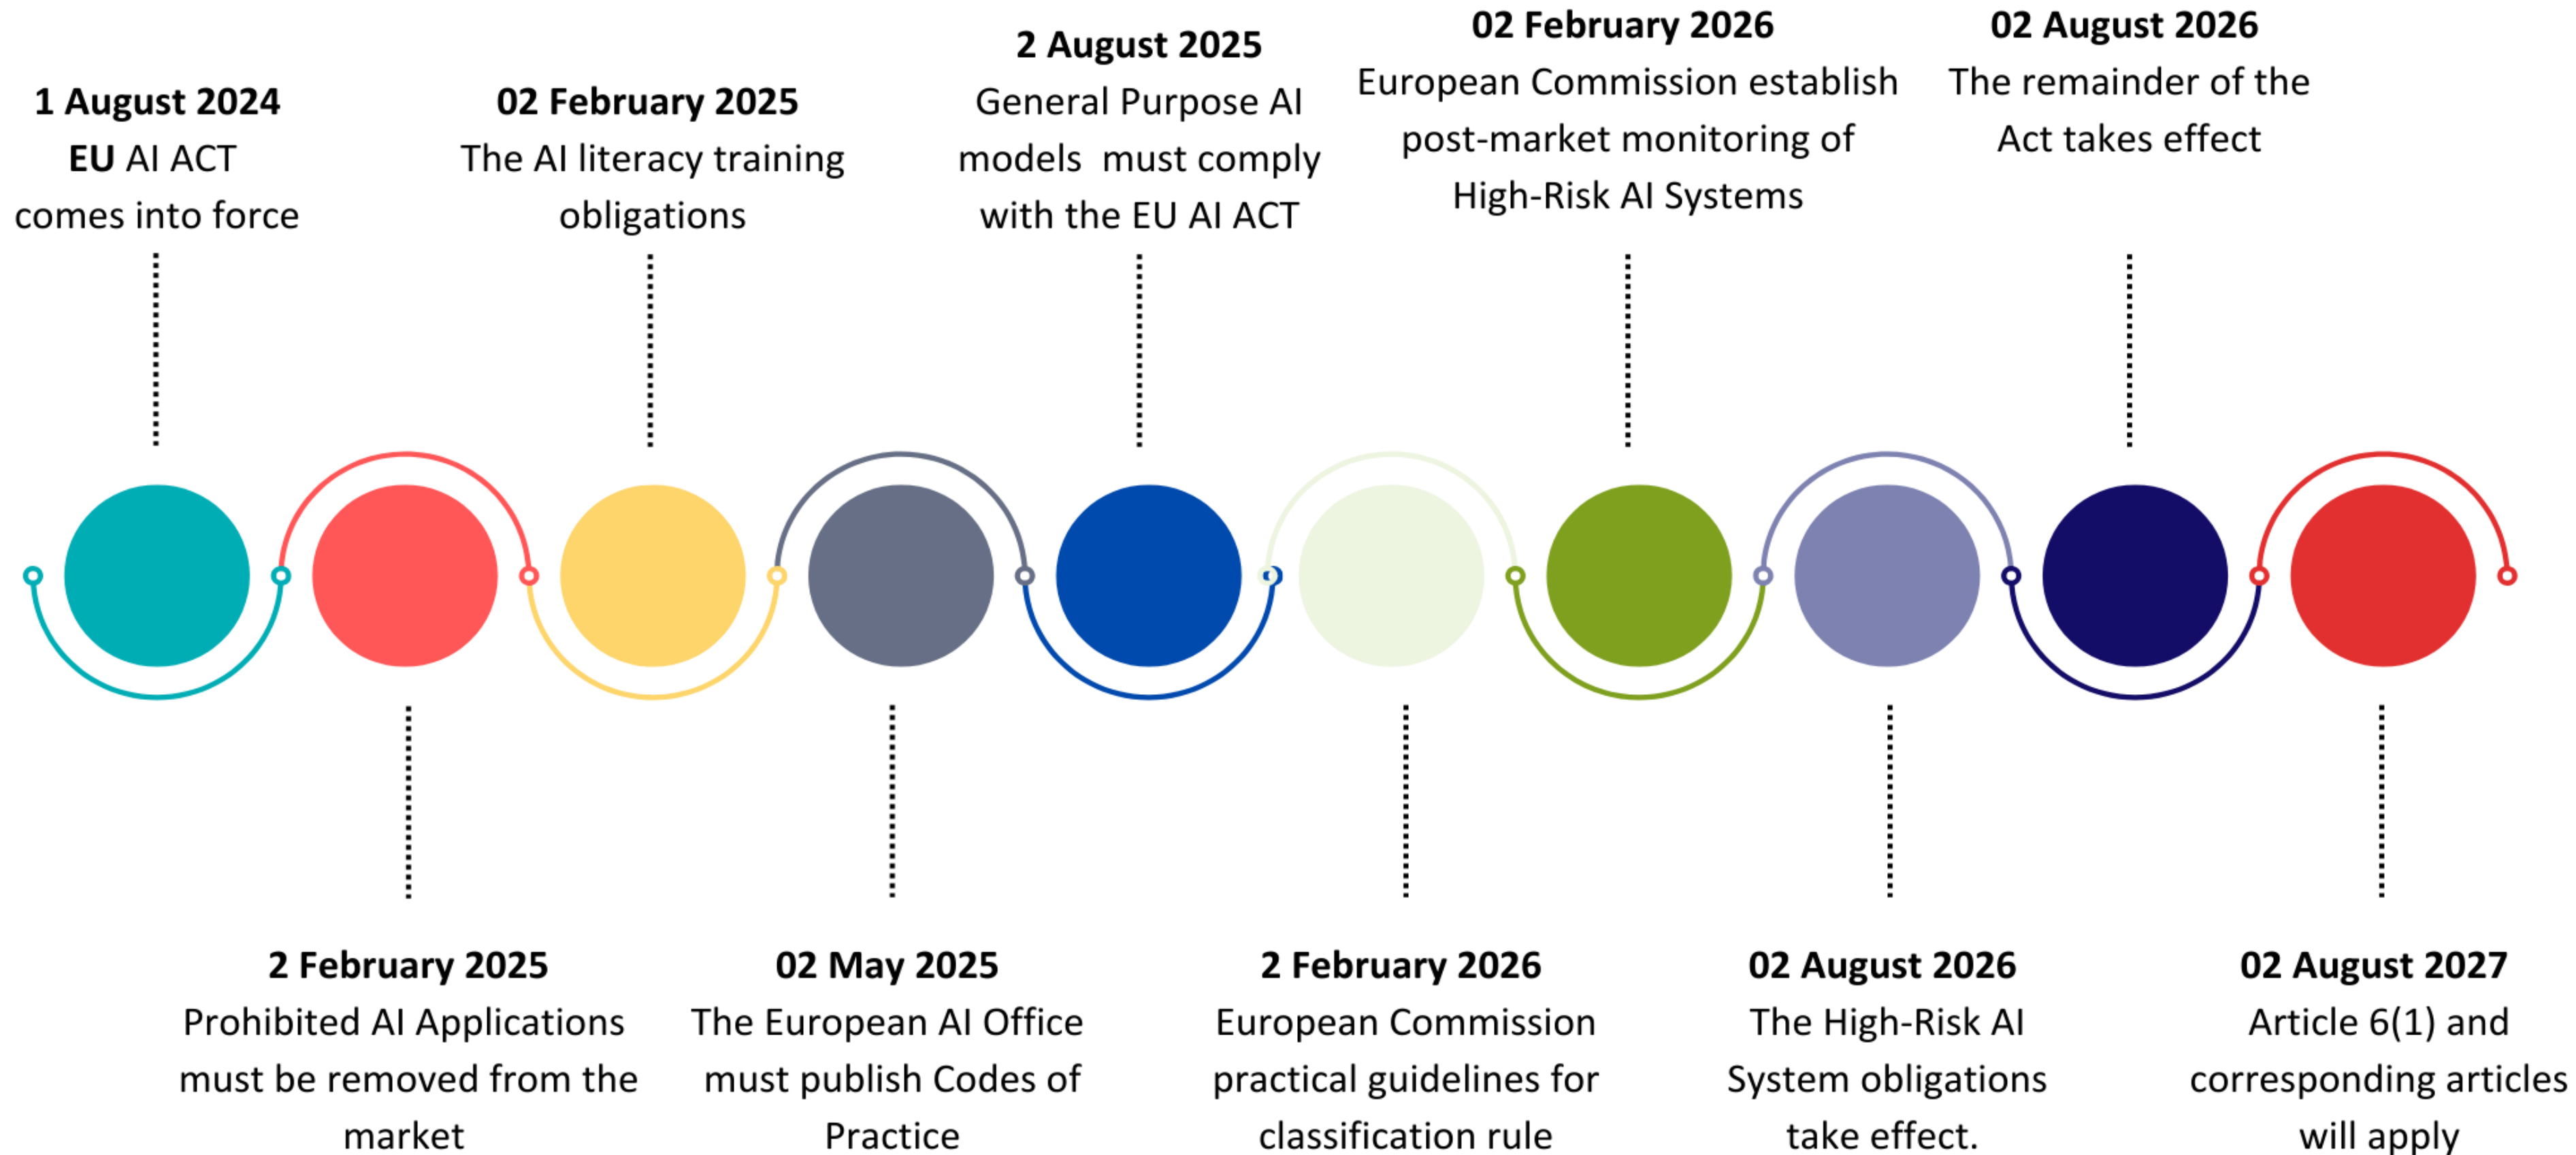 1 August 2024
EU AI ACT
comes into force
2 February 2025
Prohibited AI Applications
must be removed from the
market
02 February 2025
The AI literacy training
obligations
02 May 2025
The European AI Office
must publish Codes of
Practice
2 August 2025
General Purpose AI
models  must comply
with the EU AI ACT
2 February 2026
European Commission
practical guidelines for
classification rule
02 February 2026
European Commission establish
post-market monitoring of
High-Risk AI Systems
02 August 2026
The High-Risk AI
System obligations
take effect.
02 August 2026
The remainder of the
Act takes effect
02 August 2027
Article 6(1) and
corresponding articles
will apply